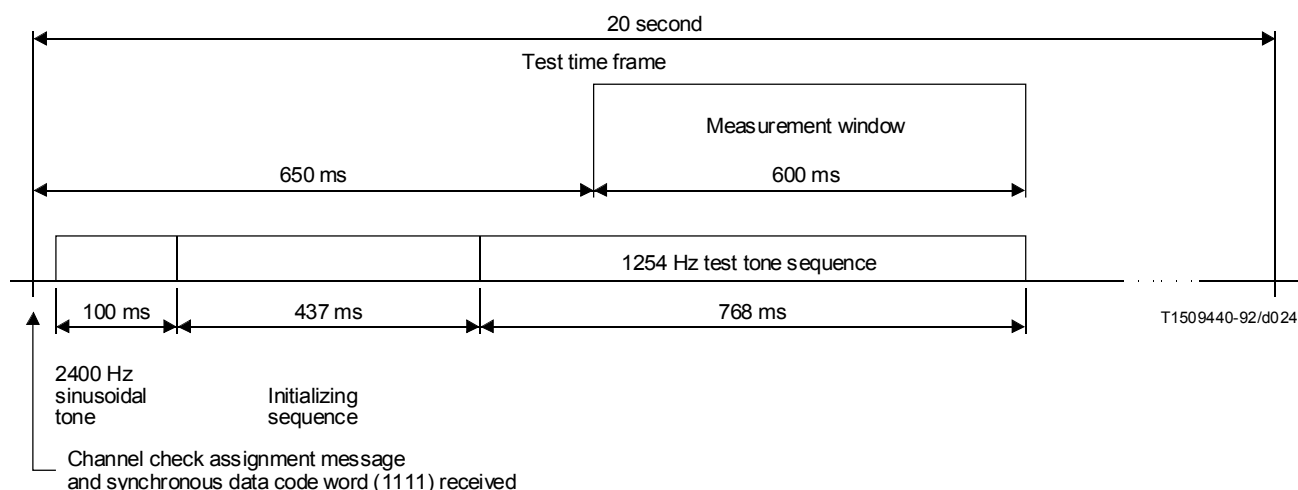 20 second
Test time frame
Measurement window
650 ms
600 ms
1254 Hz test tone sequence
100 ms
437 ms
768 ms
T1509440-92/d024
2400 Hz
sinusoidal
tone
Initializing
sequence
Channel check assignment message
and synchronous data code word (1111) received